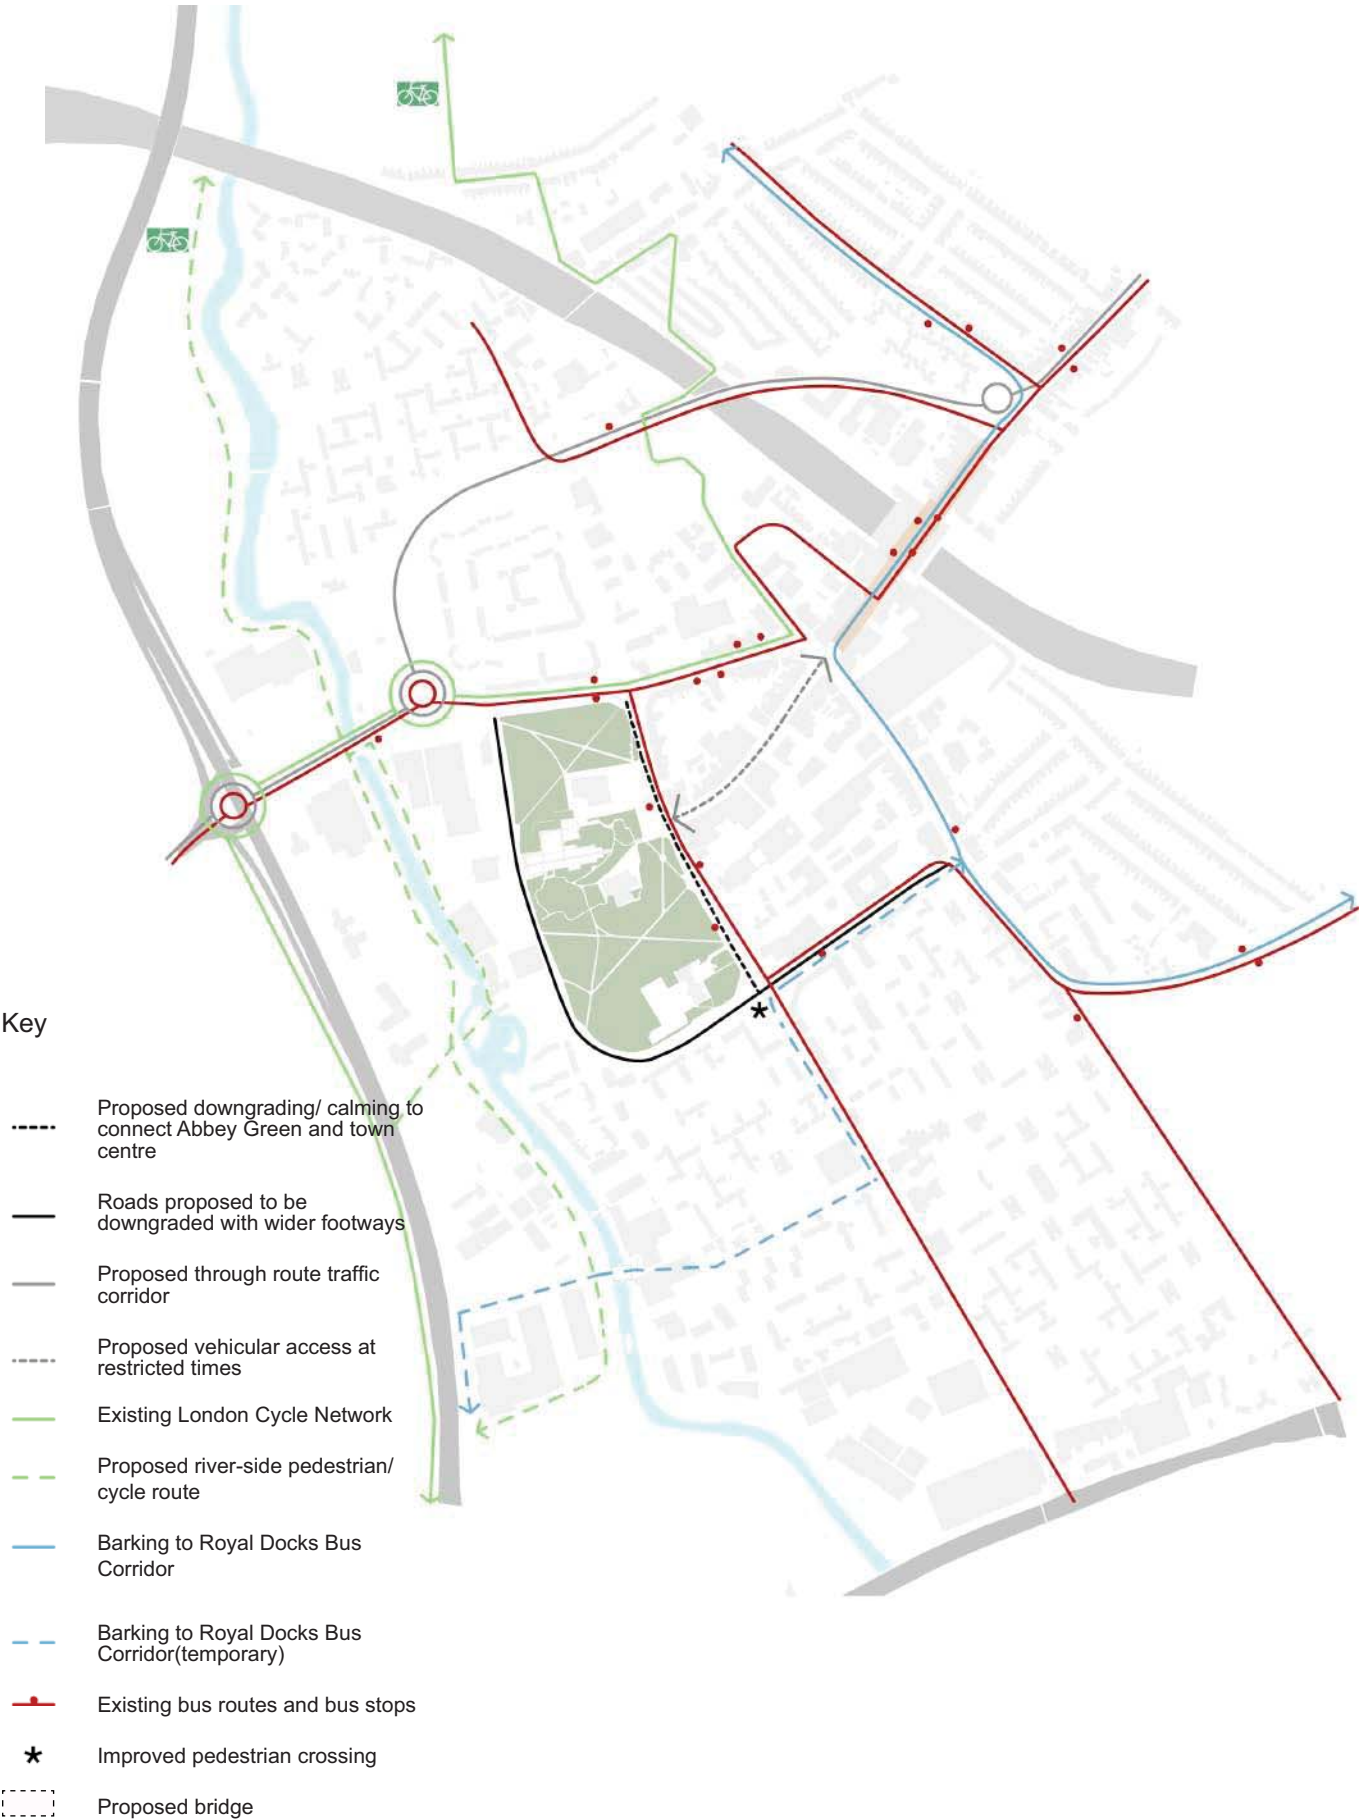 Key
Proposed downgrading/ calming to
connect Abbey Green and town
centre
Roads proposed to be
downgraded with wider footways
Proposed through route traffic
corridor
Proposed vehicular access at
restricted times
Existing London Cycle Network
Proposed river-side pedestrian/
cycle route
Barking to Royal Docks Bus
Corridor
Barking to Royal Docks Bus
Corridor(temporary)
Existing bus routes and bus stops
Improved pedestrian crossing
Proposed bridge